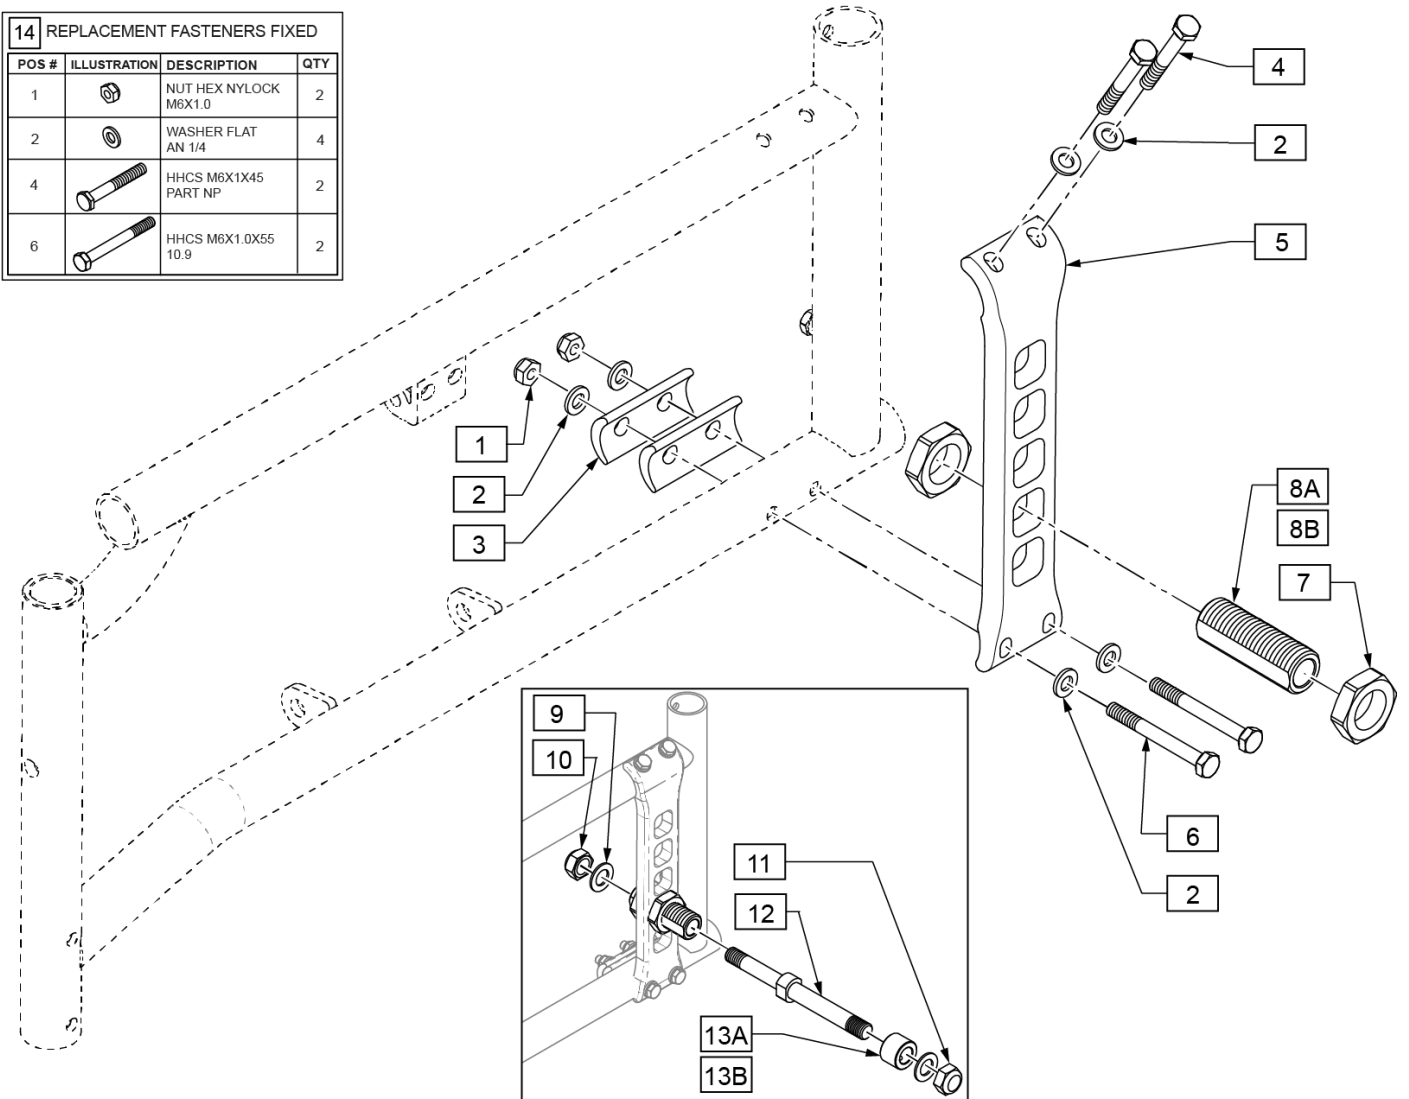 14 REPLACEMENT FASTENERS FIXED
POS # ILLUSTRATION DESCRIPTION QTY
1 NUT HEX NYLOCK M6X1.0 2
2 WASHER FLAT AN 1/4 4
4 HHCS M6X1X45 PART NP 2
6 HHCS M6X1.0X55 10.9 2
4
2
5
1
2
3
8A
8B
7
6
2
9
10
11
12
13A
13B